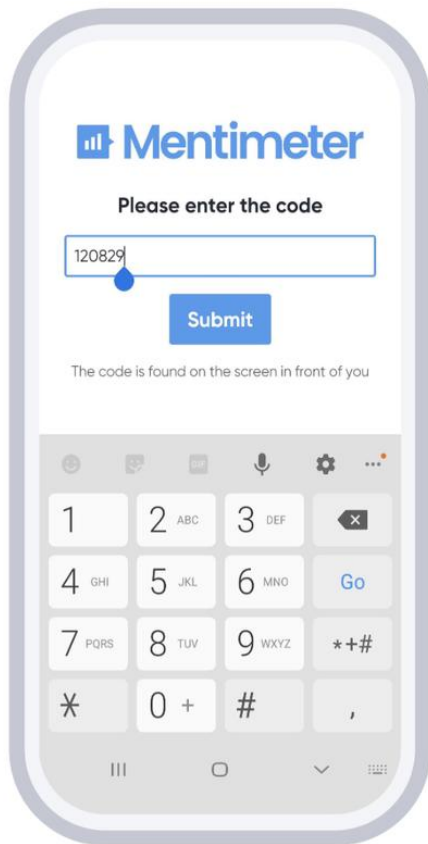 Mentimeter
Please enter the code
120829
Submit
The code is found on the screen in front of you
GIF
1
2 ABC
3 DEF
4 GHI
5 JKL
6 MNO
Go
7 PQRS
8 TUV
9 WXYZ
*+#
*
0 +
#
,